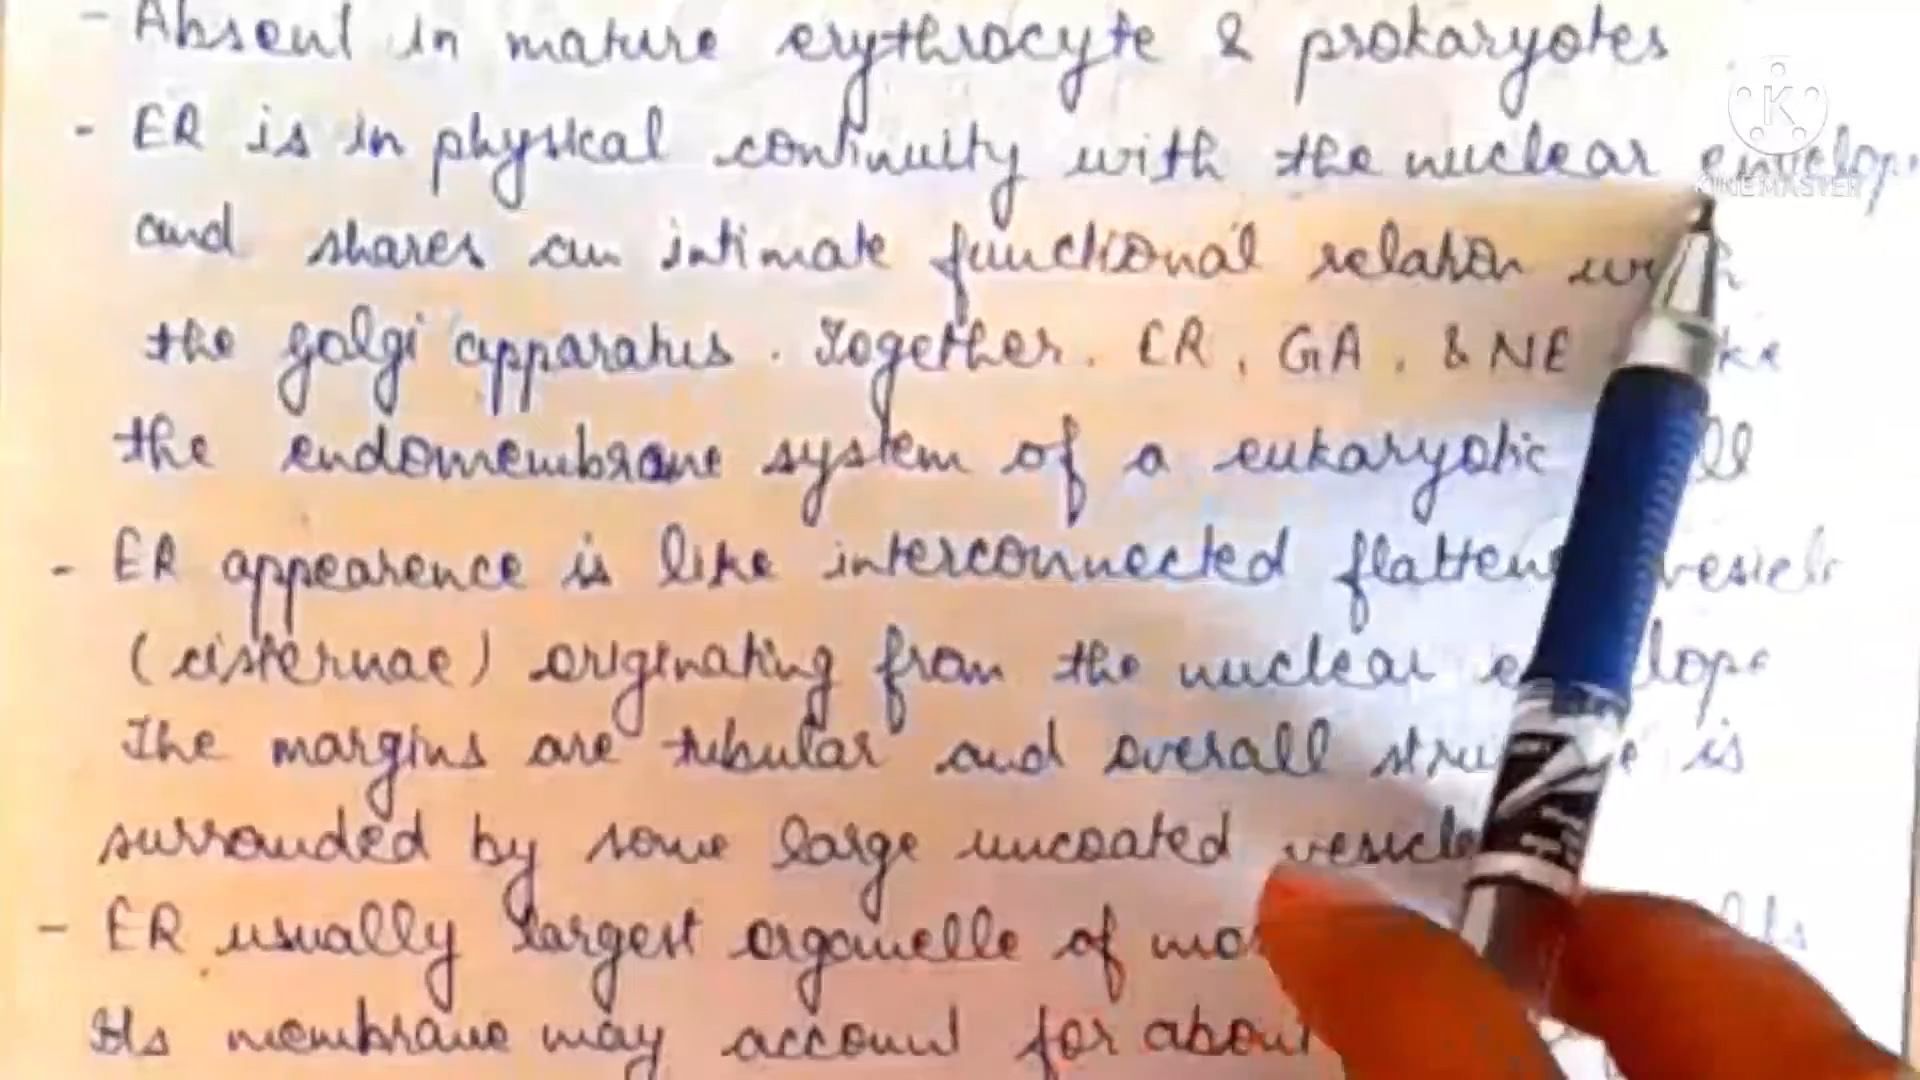 - Absent in mature erythrocyte & prokaryotes
- ER is in physical continuity with the nuclear envelope
and shares an intimate functional relation
the golgi apparatus. Together. ER, GA, & NE
the endomembrane system of a eukaryotic
- ER appearence is like interconnected
(cisternae) originating from the nuclear
The margins are tubular and overall is
surrounded by some large uncoated
- ER usually largest organelle of
Its membrane may account for about
K
KINEMASTER